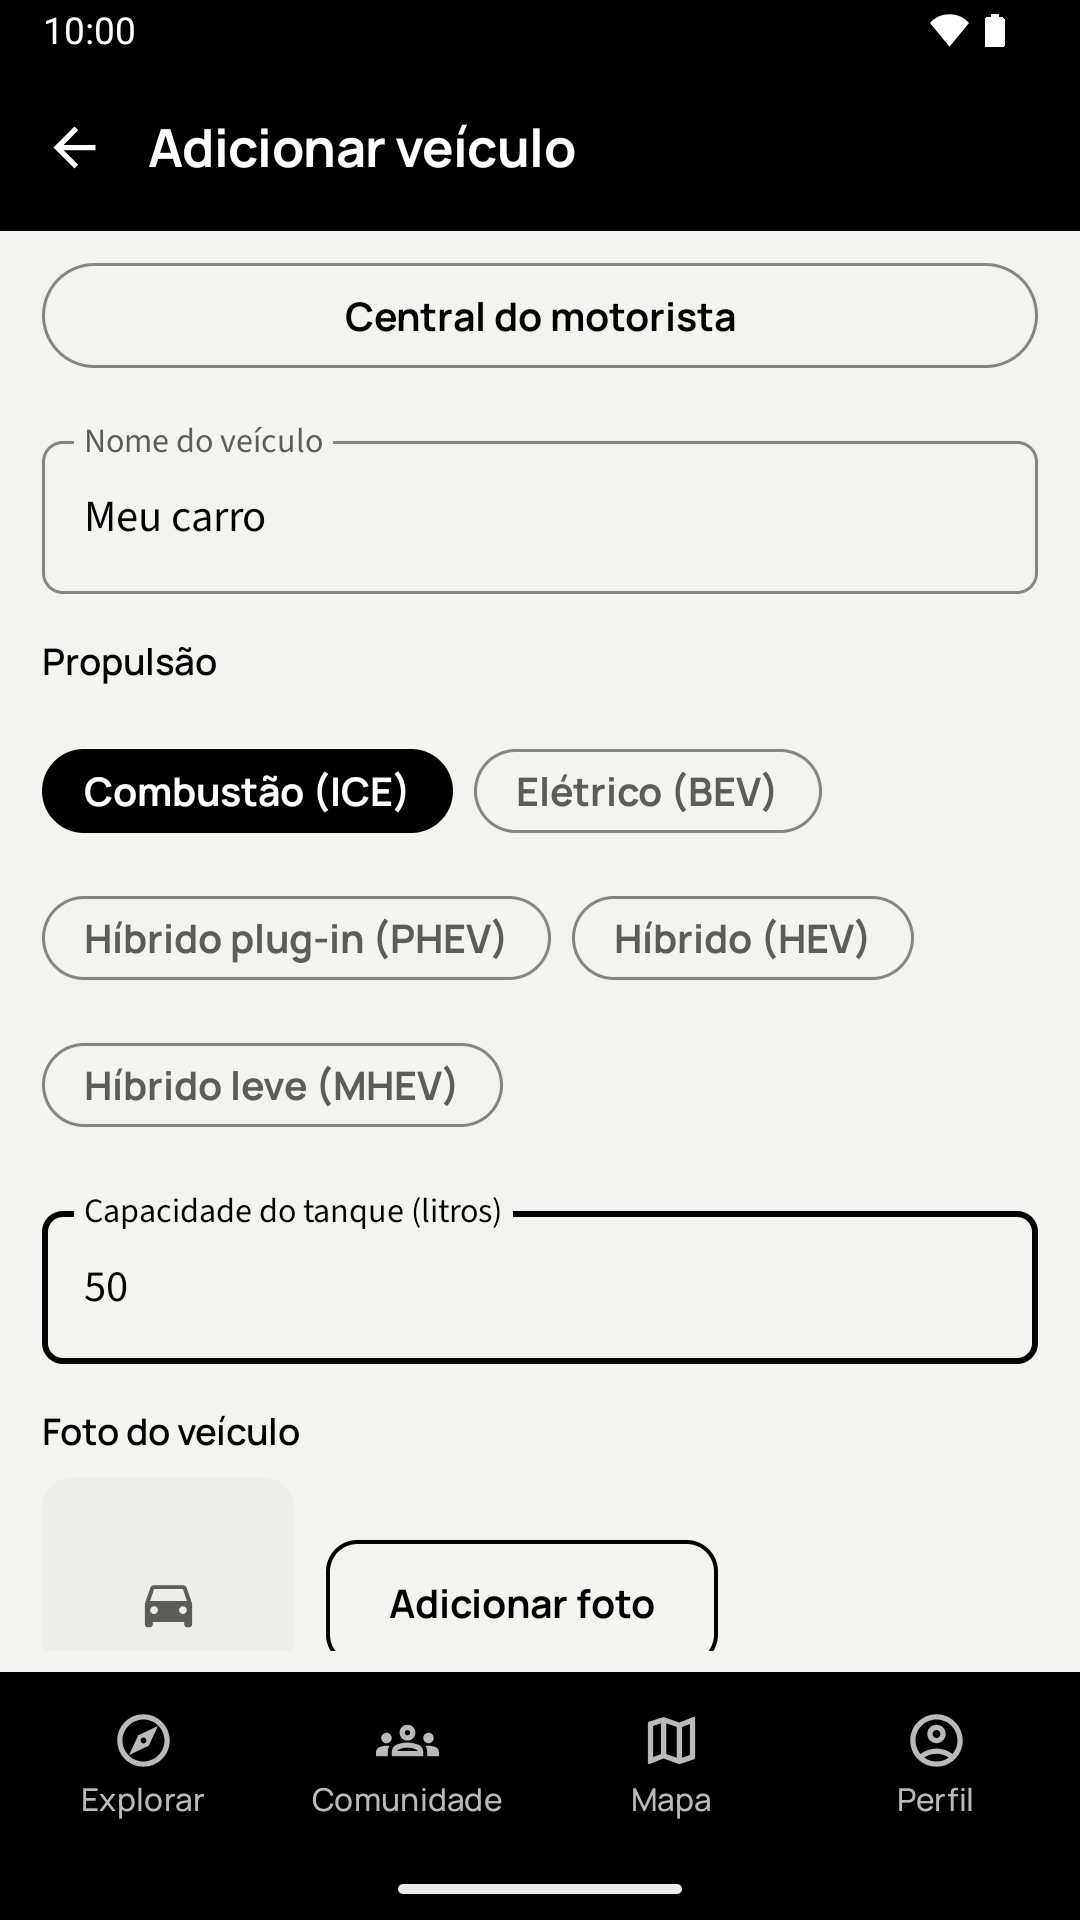 10:00
Adicionar veículo
Central do motorista
Nome do veículo
Meu carro
Propulsão
Combustão (ICE)
Elétrico (BEV)
Híbrido plug-in (PHEV)
Híbrido (HEV)
Híbrido leve (MHEV)
Capacidade do tanque (litros)
50
Foto do veículo
Adicionar foto
Explorar
Comunidade
Mapa
Perfil